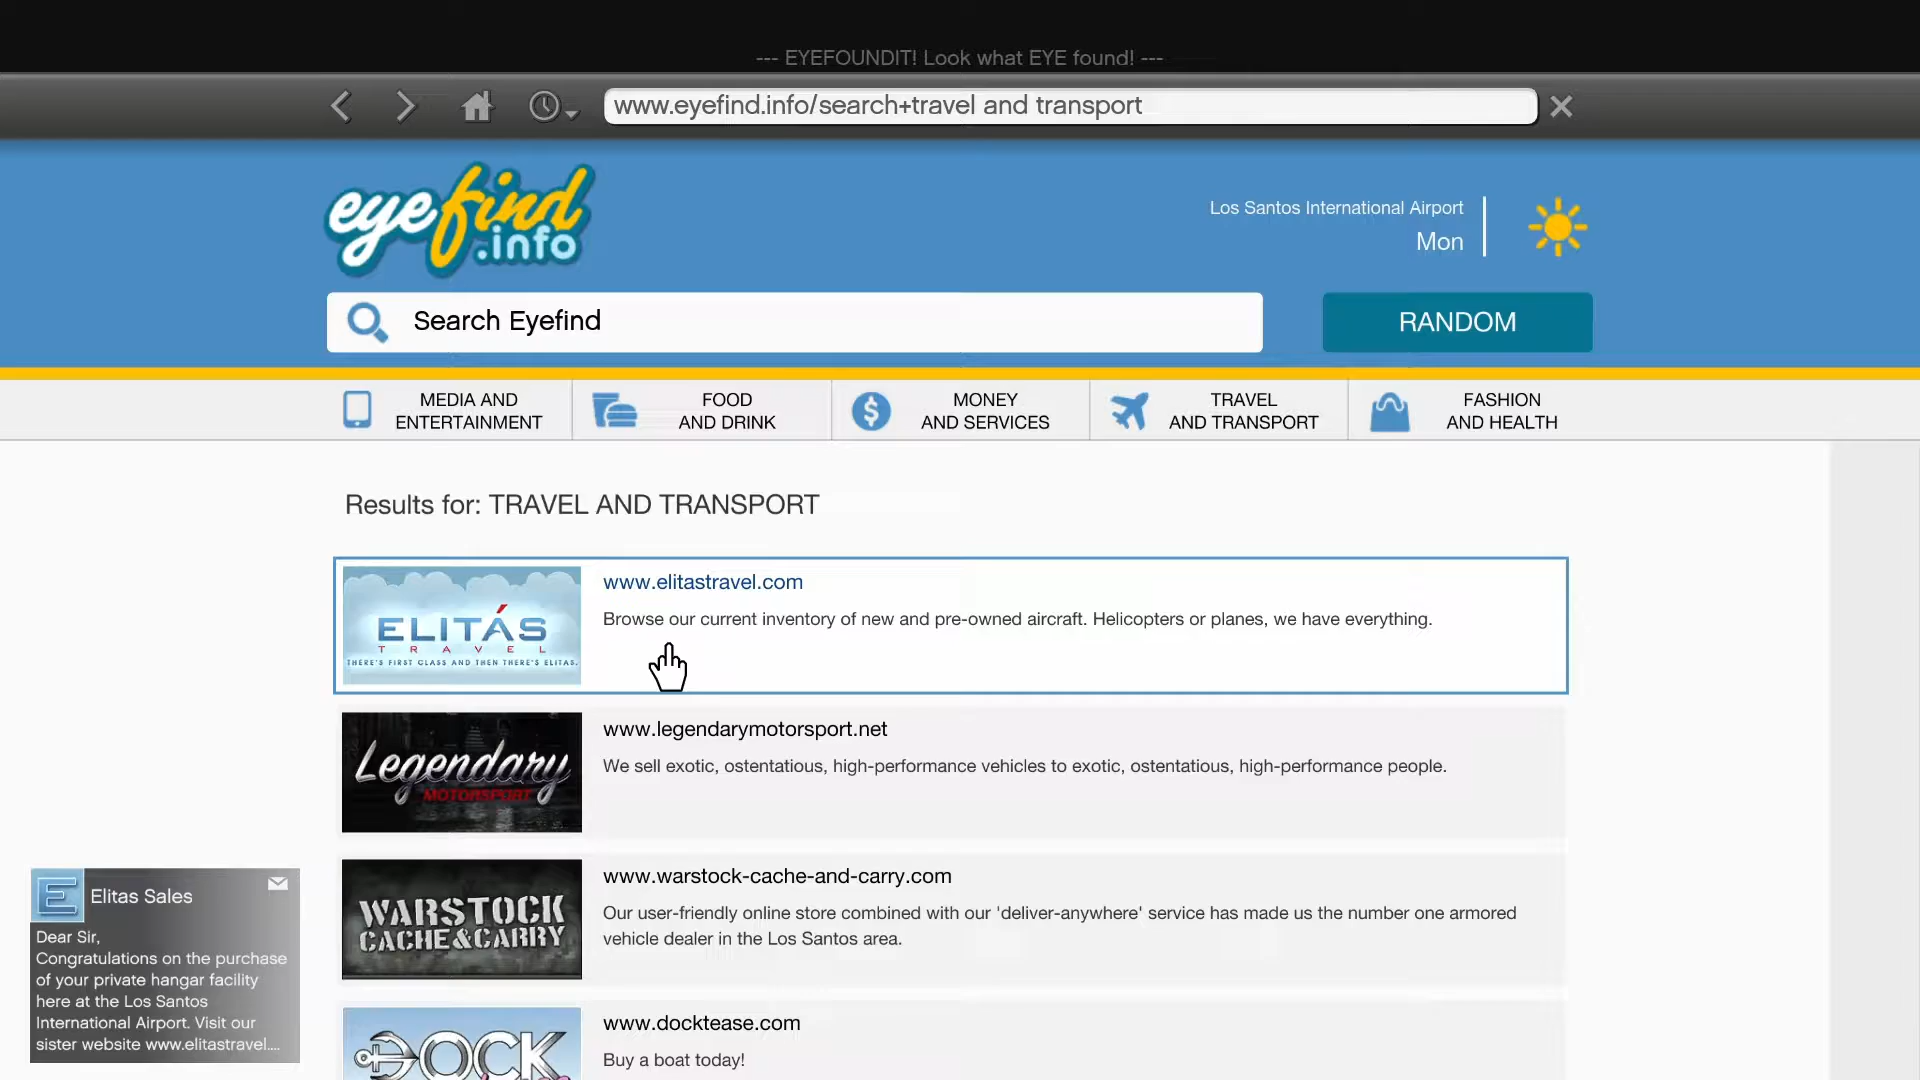 --- EYEFOUNDIT! Look what EYE found! ---
www.eyefind.info/search+travel and transport
eyefind
.info
Los Santos International Airport
Mon
Search Eyefind
RANDOM
MEDIA AND
ENTERTAINMENT
FOOD
AND DRINK
MONEY
AND SERVICES
TRAVEL
AND TRANSPORT
FASHION
AND HEALTH
Results for: TRAVEL AND TRANSPORT
ELITÁS
TRAVEL
THERE'S FIRST CLASS AND THEN THERE'S ELITAS.
www.elitastravel.com
Browse our current inventory of new and pre-owned aircraft. Helicopters or planes, we have everything.
Legendary
MOTORSPORT
www.legendarymotorsport.net
We sell exotic, ostentatious, high-performance vehicles to exotic, ostentatious, high-performance people.
WARSTOCK
CACHE&CARRY
www.warstock-cache-and-carry.com
Our user-friendly online store combined with our 'deliver-anywhere' service has made us the number one armored
vehicle dealer in the Los Santos area.
DOCK
www.docktease.com
Buy a boat today!
E
Elitas Sales
Dear Sir,
Congratulations on the purchase
of your private hangar facility
here at the Los Santos
International Airport. Visit our
sister website www.elitastravel....